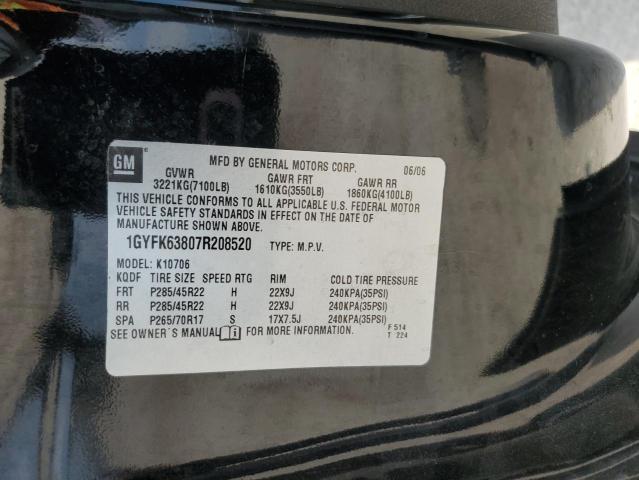 GM
MFD BY GENERAL MOTORS CORP. 06/06
GVWR GAWR FRT GAWR RR
3221KG(7100LB) 1610KG(3550LB) 1860KG(4100LB)
THIS VEHICLE CONFORMS TO ALL APPLICABLE U.S. FEDERAL MOTOR
VEHICLE SAFETY STANDARDS IN EFFECT ON THE DATE OF
MANUFACTURE SHOWN ABOVE.
1GYFK63807R208520 TYPE: M.P.V.
MODEL: K10706
KQDF TIRE SIZE SPEED RTG RIM COLD TIRE PRESSURE
FRT P285/45R22 H 22X9J 240KPA(35PSI)
RR P285/45R22 H 22X9J 240KPA(35PSI)
SPA P265/70R17 S 17X7.5J 240KPA(35PSI)
SEE OWNER'S MANUAL i FOR MORE INFORMATION. F 514
T 224